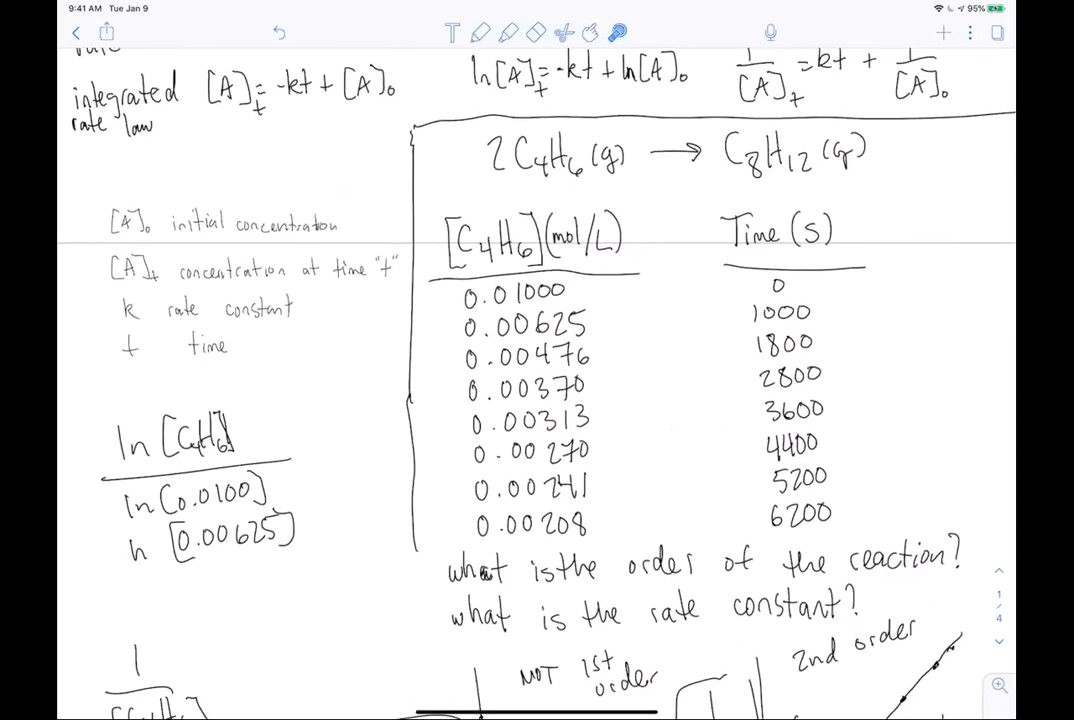 9:41 AM Tue Jan 9
95%
integrated [A]t = -kt + [A]₀
rate law
ln[A]t = -kt + ln[A]₀
1/[A]t = kt + 1/[A]₀
2C₄H₆(g) → C₈H₁₂(g)
[A]₀ initial concentration
[A]t concentration at time "t"
k rate constant
t time
[C₄H₆](mol/L) Time (s)
0.01000 0
0.00625 1000
0.00476 1800
0.00370 2800
0.00313 3600
0.00270 4400
0.00241 5200
0.00208 6200
ln [C₄H₆]
ln [0.0100]
n [0.00625]
what is the order of the reaction?
what is the rate constant?
NOT 1st
order
2nd order
1
1
/
4